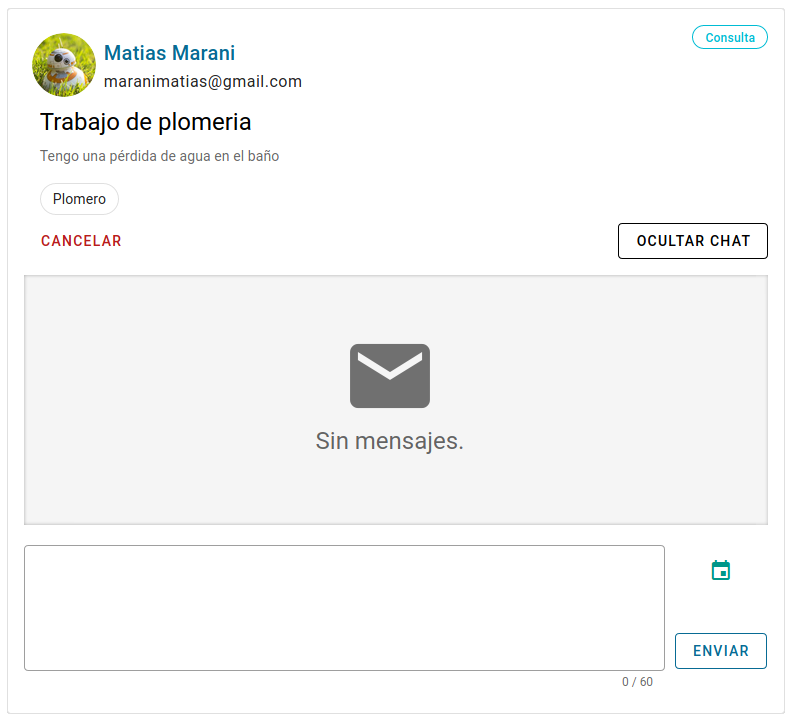 Consulta
Matias Marani
maranimatias@gmail.com
Trabajo de plomeria
Tengo una pérdida de agua en el baño
Plomero
CANCELAR
OCULTAR CHAT
Sin mensajes.
ENVIAR
0 / 60